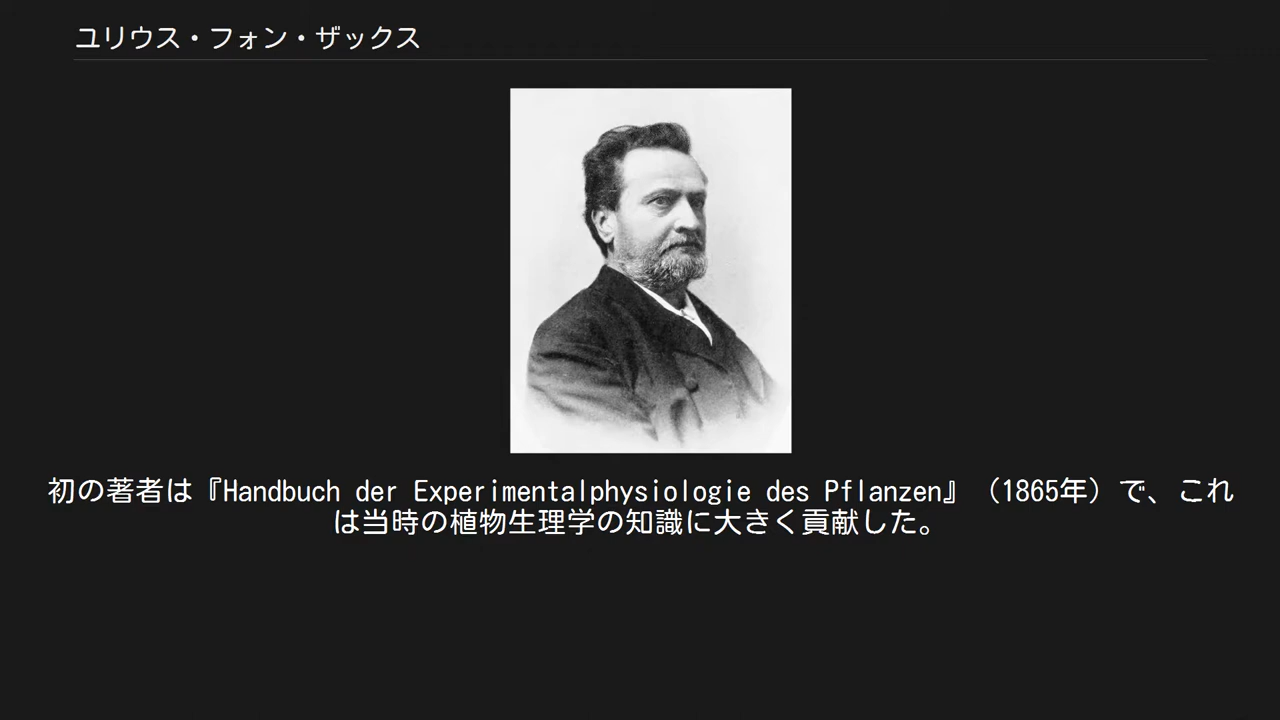 ユリウス・フォン・ザックス
初の著者は『Handbuch der Experimentalphysiologie des Pflanzen』（1865年）で、これ
は当時の植物生理学の知識に大きく貢献した。